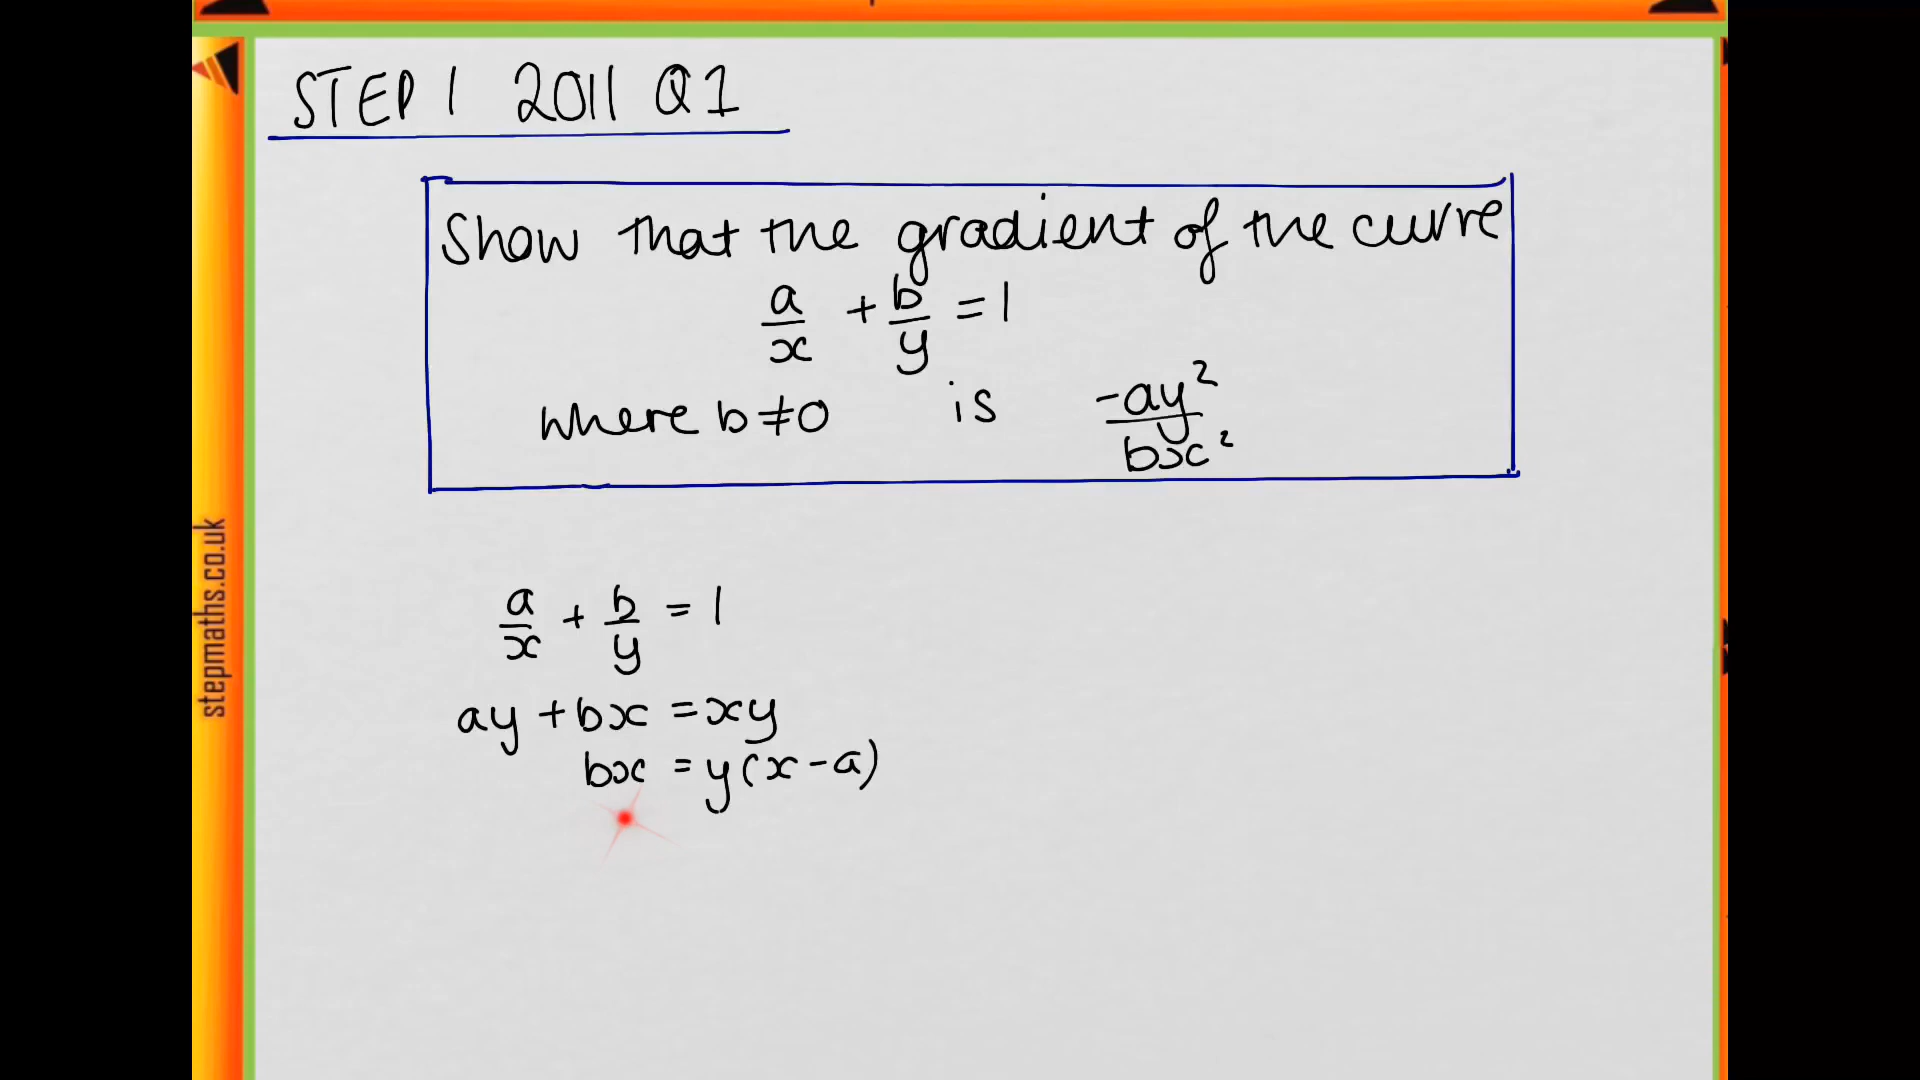 STEP 1 2011 Q1
Show that the gradient of the curve
a/x + b/y = 1
where b ≠ 0 is -ay²/bx²
stepmaths.co.uk
a/x + b/y = 1
ay + bx = xy
bx = y(x - a)